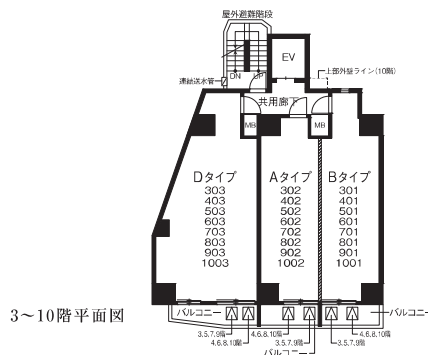 屋外避難階段
EV
上部外壁ライン(10階)
DN
UP
連結送水管
共用廊下
MB
MB
Dタイプ
303
403
503
603
703
803
903
1003
Aタイプ
302
402
502
602
702
802
902
1002
Bタイプ
301
401
501
601
701
801
901
1001
3〜10階平面図
バルコニー
バルコニー
3.5.7.9階
4.6.8.10階
4.6.8.10階
3.5.7.9階
3.5.7.9階
4.6.8.10階
バルコニー